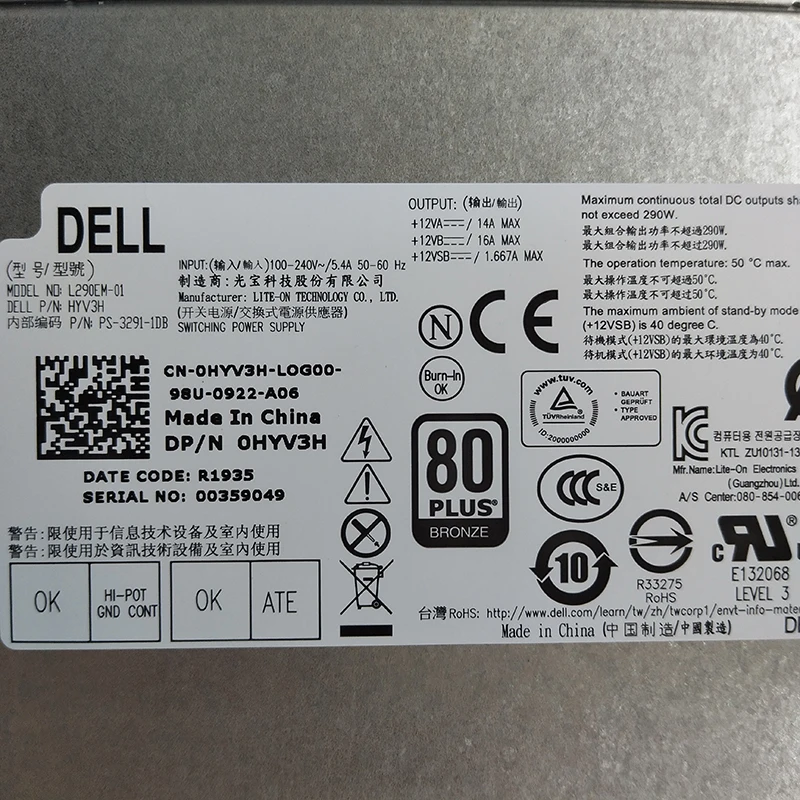 DELL
(型号/型號)
MODEL NO: L290EM-01
DELL P/N: HYV3H
内部编码 P/N: PS-3291-1DB
INPUT: (输入/輸入) 100-240V~/5.4A 50-60 Hz
制造商: 光宝科技股份有限公司
Manufacturer: LITE-ON TECHNOLOGY CO., LTD.
(开关电源/交換式電源供應器)
SWITCHING POWER SUPPLY
OUTPUT: (输出/輸出)
+12VA⎓/ 14A MAX
+12VB⎓/ 16A MAX
+12VSB⎓/ 1.667A MAX
Maximum continuous total DC outputs sha
not exceed 290W.
最大组合输出功率不超过290W.
最大組合輸出功率不超過290W.
The operation temperature: 50 °C max.
最大操作温度不可超过50°C.
最大操作溫度不可超過50°C.
The maximum ambient of stand-by mode
(+12VSB) is 40 degree C.
待機模式(+12VSB)的最大環境溫度為40°C.
待机模式(+12VSB)的最大环境温度为40°C.
CN-0HYV3H-LOG00-
98U-0922-A06
Made In China
DP/N 0HYV3H
DATE CODE: R1935
SERIAL NO: 00359049
警告: 限使用于信息技术设备及室内使用
警告: 限使用於資訊技術設備及室內使用
OK
HI-POT
GND CONT
OK
ATE
N
CE
Burn-In
OK
80
PLUS®
BRONZE
www.tuv.com
TÜVRheinland
ID:2000000000
• BAUART
GEPRÜFT
• TYPE
APPROVED
CCC S&E
10
R33275
RoHS
KC
컴퓨터용 전원공급장
KTL ZU10131-13
Mfr.Name:Lite-On Electronics
(Guangzhou) Ltd.
A/S Center:080-854-006
c RU ®
E132068
LEVEL 3
台灣 RoHS: http://www.dell.com/learn/tw/zh/twcorp1/envt-info-mate
Made in China (中国制造/中國製造)